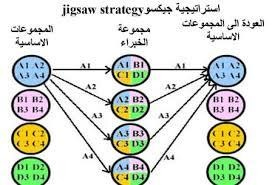 استراتيجية جيكسو jigsaw strategy
المجموعات الاساسية
مجموعة الخبراء
العودة الى المجموعات الاساسية
A1 A2
A3 A4
B1 B2
B3 B4
C1 C2
C3 C4
D1 D2
D3 D4
A1
A2
A3
A4
A1 B1
C1 D1
A2 B2
C2 D2
A3 B3
C3 D3
A4 B4
C4 D4
A1 A2
A3 A4
B1 B2
B3 B4
C1 C2
C3 C4
D1 D2
D3 D4